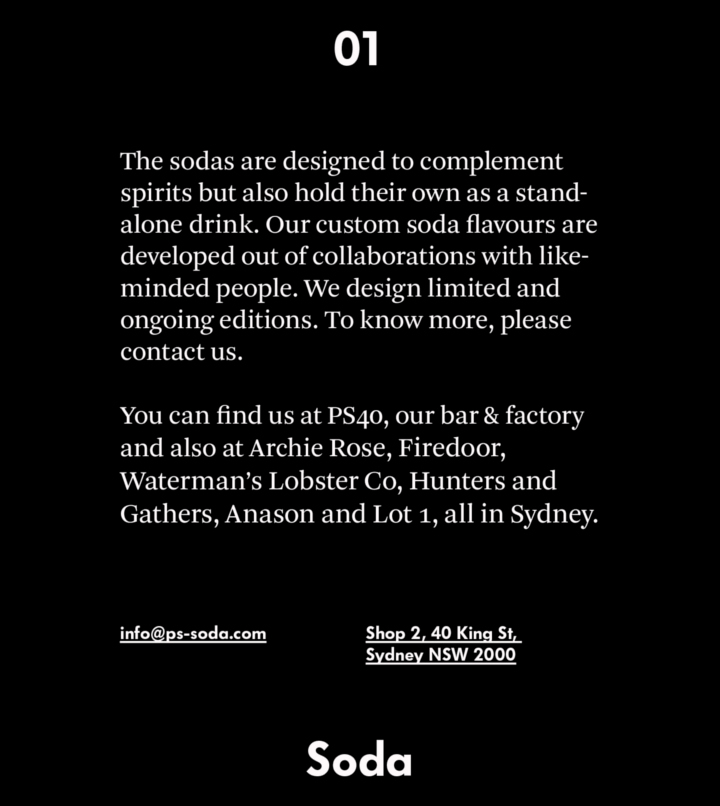 01
The sodas are designed to complement
spirits but also hold their own as a stand-
alone drink. Our custom soda flavours are
developed out of collaborations with like-
minded people. We design limited and
ongoing editions. To know more, please
contact us.
You can find us at PS40, our bar & factory
and also at Archie Rose, Firedoor,
Waterman’s Lobster Co, Hunters and
Gathers, Anason and Lot 1, all in Sydney.
info@ps-soda.com
Shop 2, 40 King St,
Sydney NSW 2000
Soda